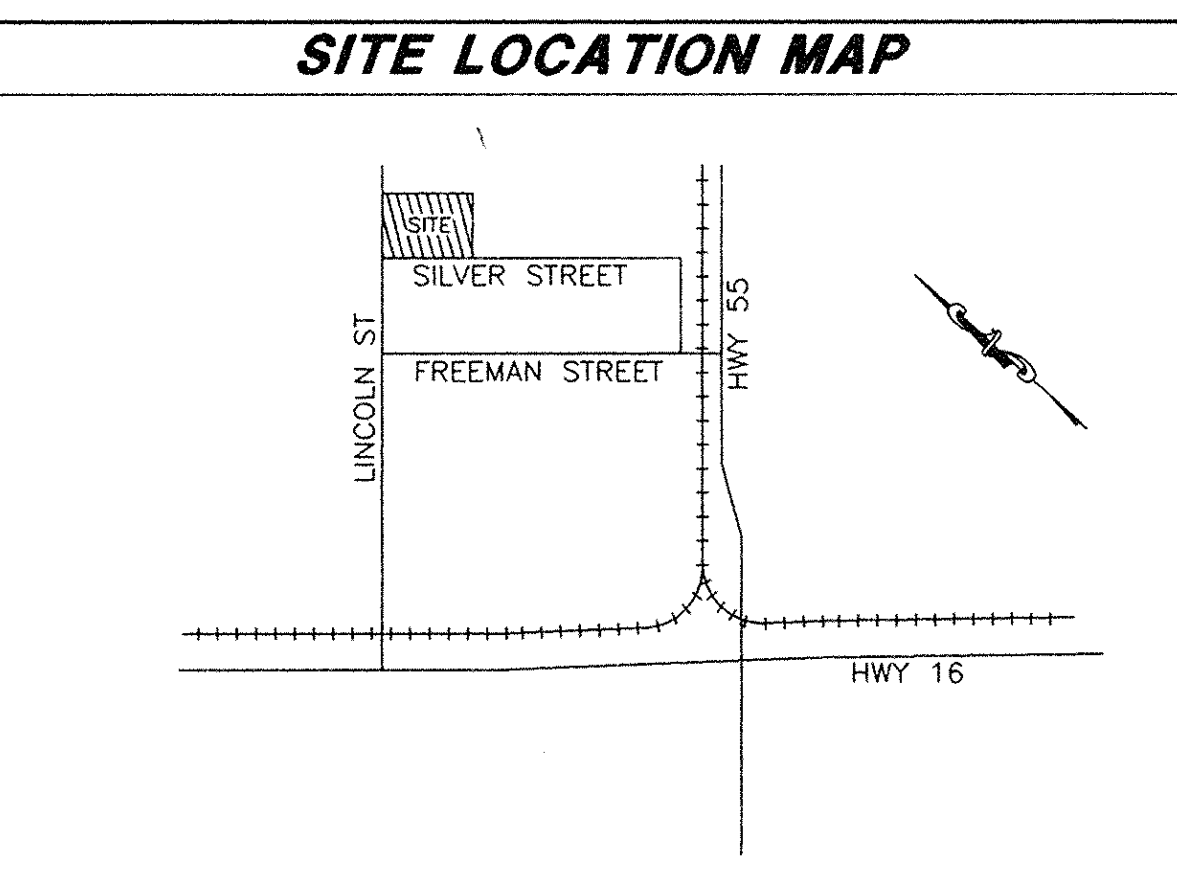 SITE LOCATION MAP
SITE
SILVER STREET
HWY 55
LINCOLN ST
FREEMAN STREET
HWY 16